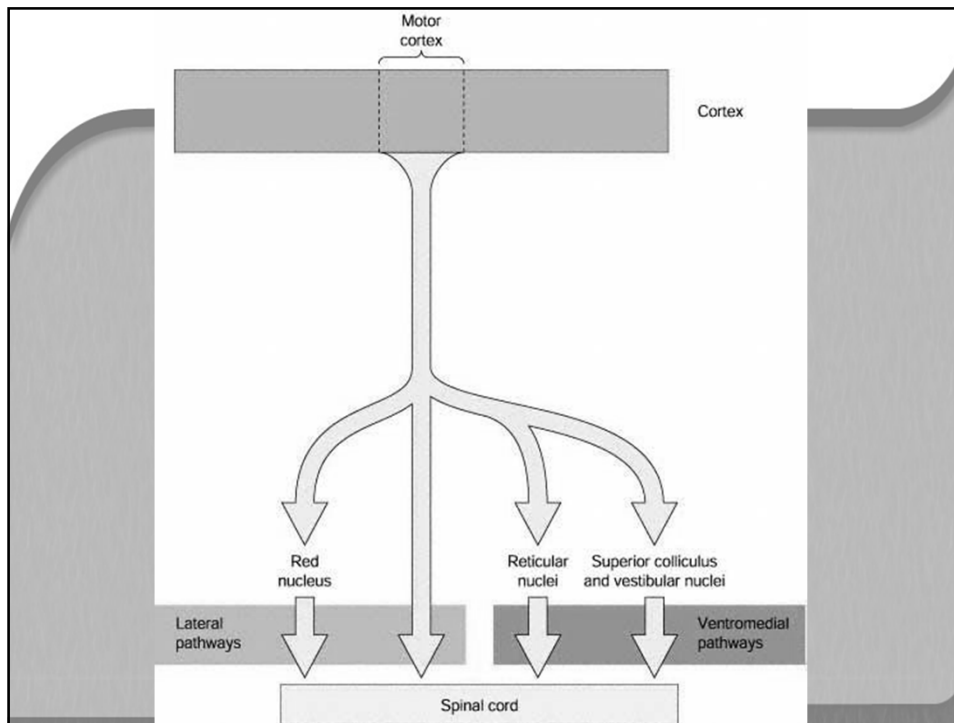 Motor
cortex
Cortex
Red
nucleus
Reticular
nuclei
Superior colliculus
and vestibular nuclei
Lateral
pathways
Ventromedial
pathways
Spinal cord